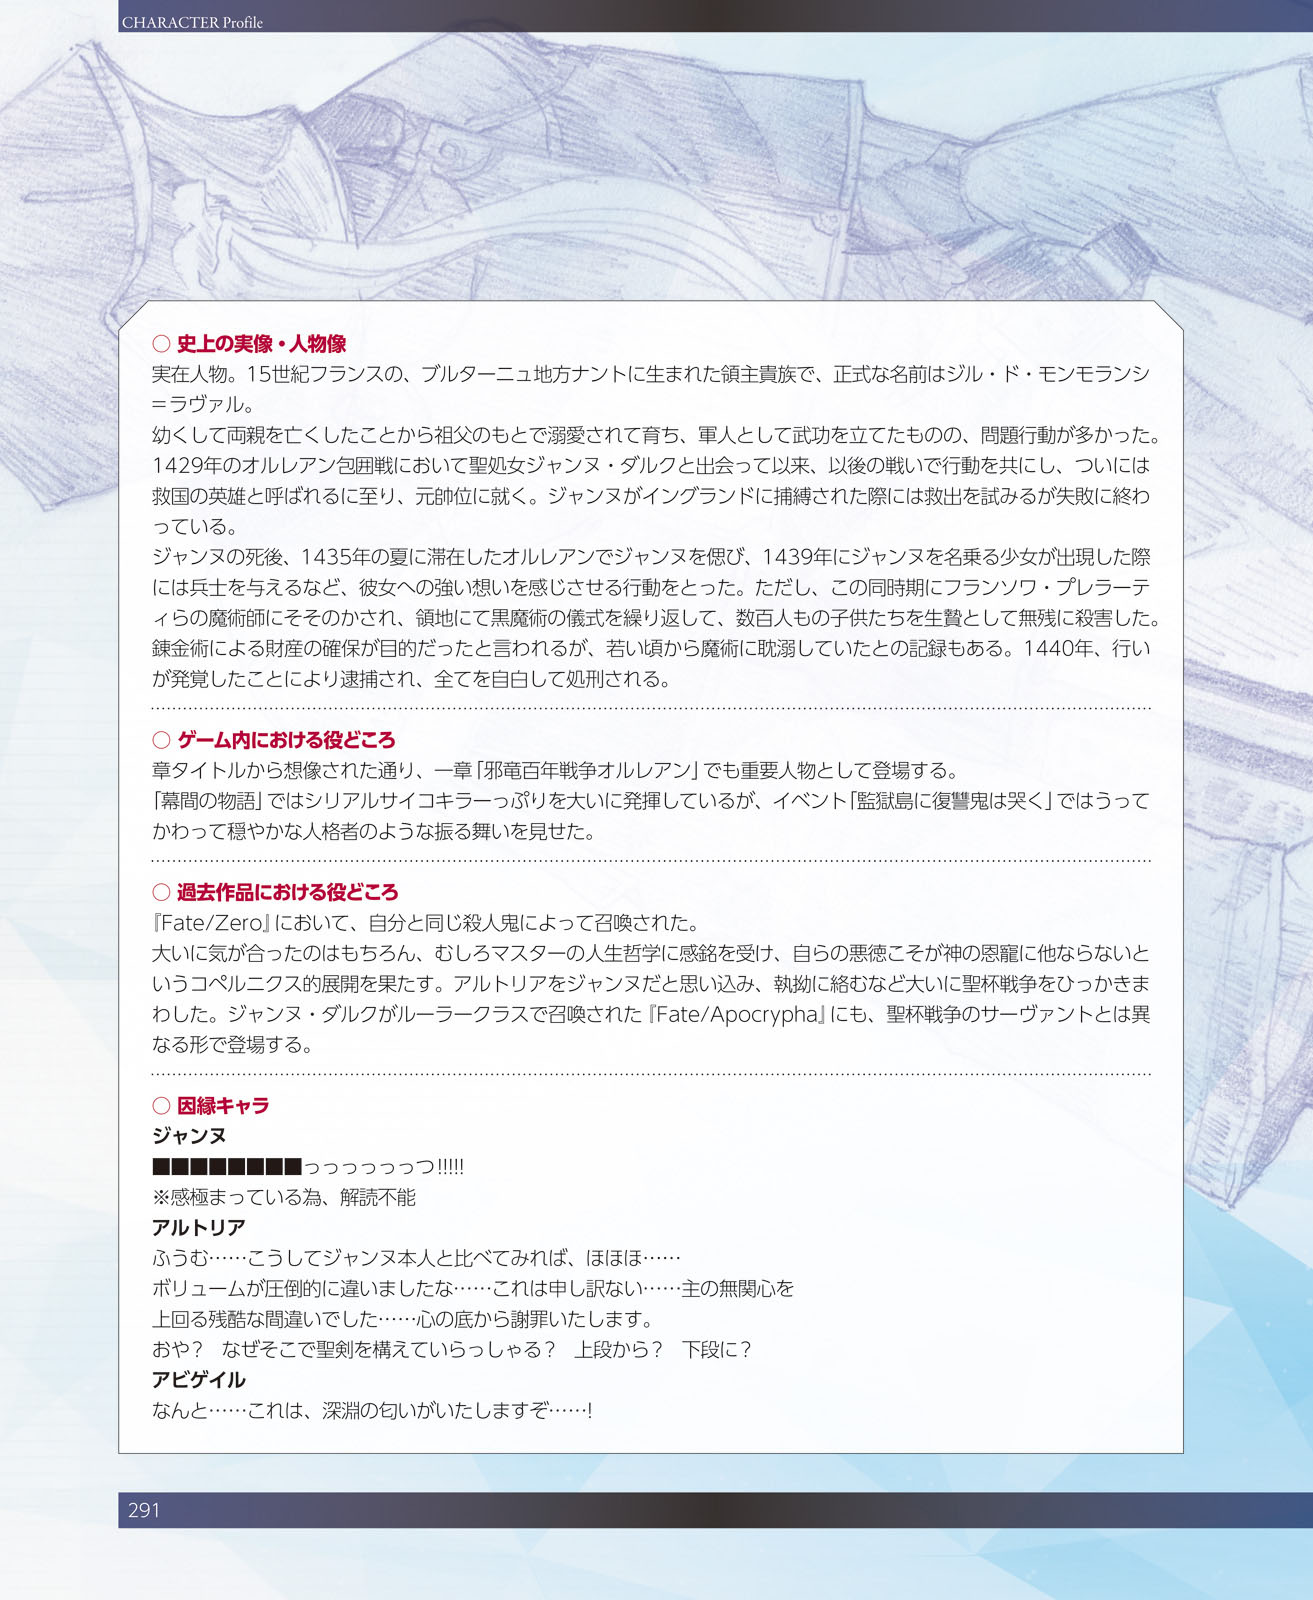 CHARACTER Profile
○ 史上の実像・人物像
実在人物。15世紀フランスの、ブルターニュ地方ナントに生まれた領主貴族で、正式な名前はジル・ド・モンモランシ
＝ラヴァル。
幼くして両親を亡くしたことから祖父のもとで溺愛されて育ち、軍人として武功を立てたものの、問題行動が多かった。
1429年のオルレアン包囲戦において聖処女ジャンヌ・ダルクと出会って以来、以後の戦いで行動を共にし、ついには
救国の英雄と呼ばれるに至り、元帥位に就く。ジャンヌがイングランドに捕縛された際には救出を試みるが失敗に終わ
っている。
ジャンヌの死後、1435年の夏に滞在したオルレアンでジャンヌを偲び、1439年にジャンヌを名乗る少女が出現した際
には兵士を与えるなど、彼女への強い想いを感じさせる行動をとった。ただし、この同時期にフランソワ・プレラーテ
ィらの魔術師にそそのかされ、領地にて黒魔術の儀式を繰り返して、数百人もの子供たちを生贄として無残に殺害した。
錬金術による財産の確保が目的だったと言われるが、若い頃から魔術に耽溺していたとの記録もある。1440年、行い
が発覚したことにより逮捕され、全てを自白して処刑される。
○ ゲーム内における役どころ
章タイトルから想像された通り、一章「邪竜百年戦争オルレアン」でも重要人物として登場する。
「幕間の物語」ではシリアルサイコキラーっぷりを大いに発揮しているが、イベント「監獄島に復讐鬼は哭く」ではうって
かわって穏やかな人格者のような振る舞いを見せた。
○ 過去作品における役どころ
『Fate/Zero』において、自分と同じ殺人鬼によって召喚された。
大いに気が合ったのはもちろん、むしろマスターの人生哲学に感銘を受け、自らの悪徳こそが神の恩寵に他ならないと
いうコペルニクス的展開を果たす。アルトリアをジャンヌだと思い込み、執拗に絡むなど大いに聖杯戦争をひっかきま
わした。ジャンヌ・ダルクがルーラークラスで召喚された『Fate/Apocrypha』にも、聖杯戦争のサーヴァントとは異
なる形で登場する。
○ 因縁キャラ
ジャンヌ
■■■■■■■■っっっっっっつ!!!!!
※感極まっている為、解読不能
アルトリア
ふうむ……こうしてジャンヌ本人と比べてみれば、ほほほ……
ボリュームが圧倒的に違いましたな……これは申し訳ない……主の無関心を
上回る残酷な間違いでした……心の底から謝罪いたします。
おや？　なぜそこで聖剣を構えていらっしゃる？　上段から？　下段に？
アビゲイル
なんと……これは、深淵の匂いがいたしますぞ……!
291